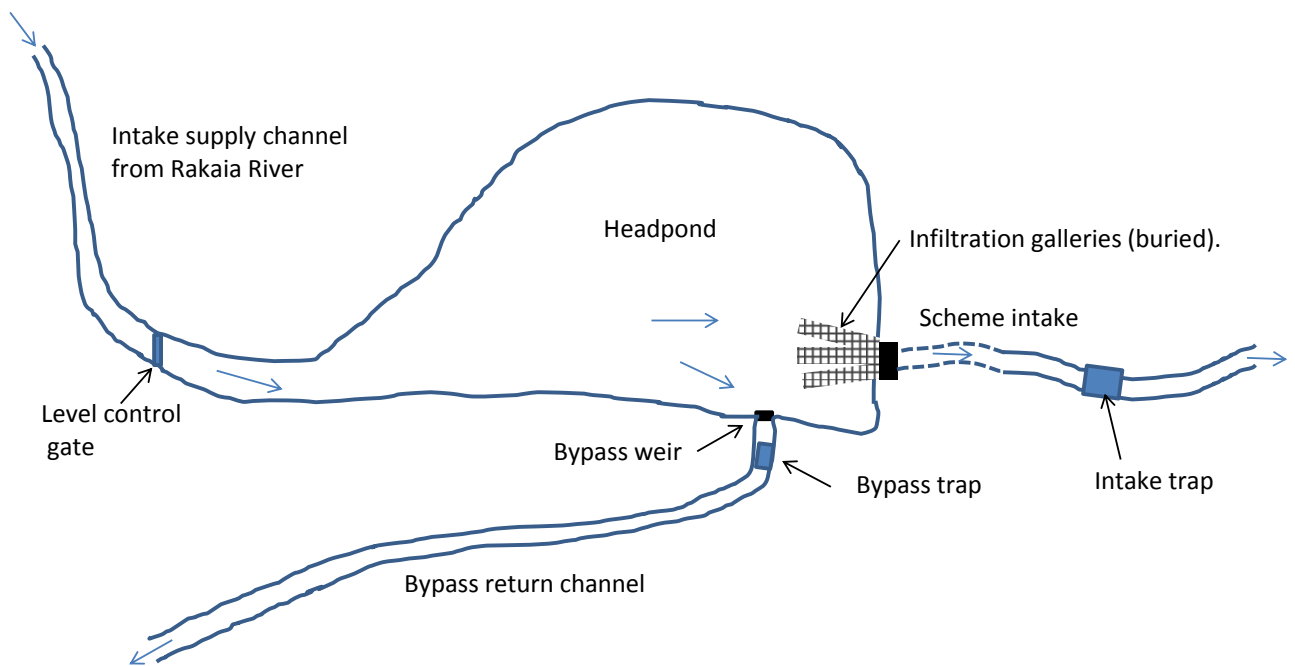 Intake supply channel
from Rakaia River
Headpond
Infiltration galleries (buried).
Scheme intake
Level control
gate
Bypass weir
Bypass trap
Intake trap
Bypass return channel